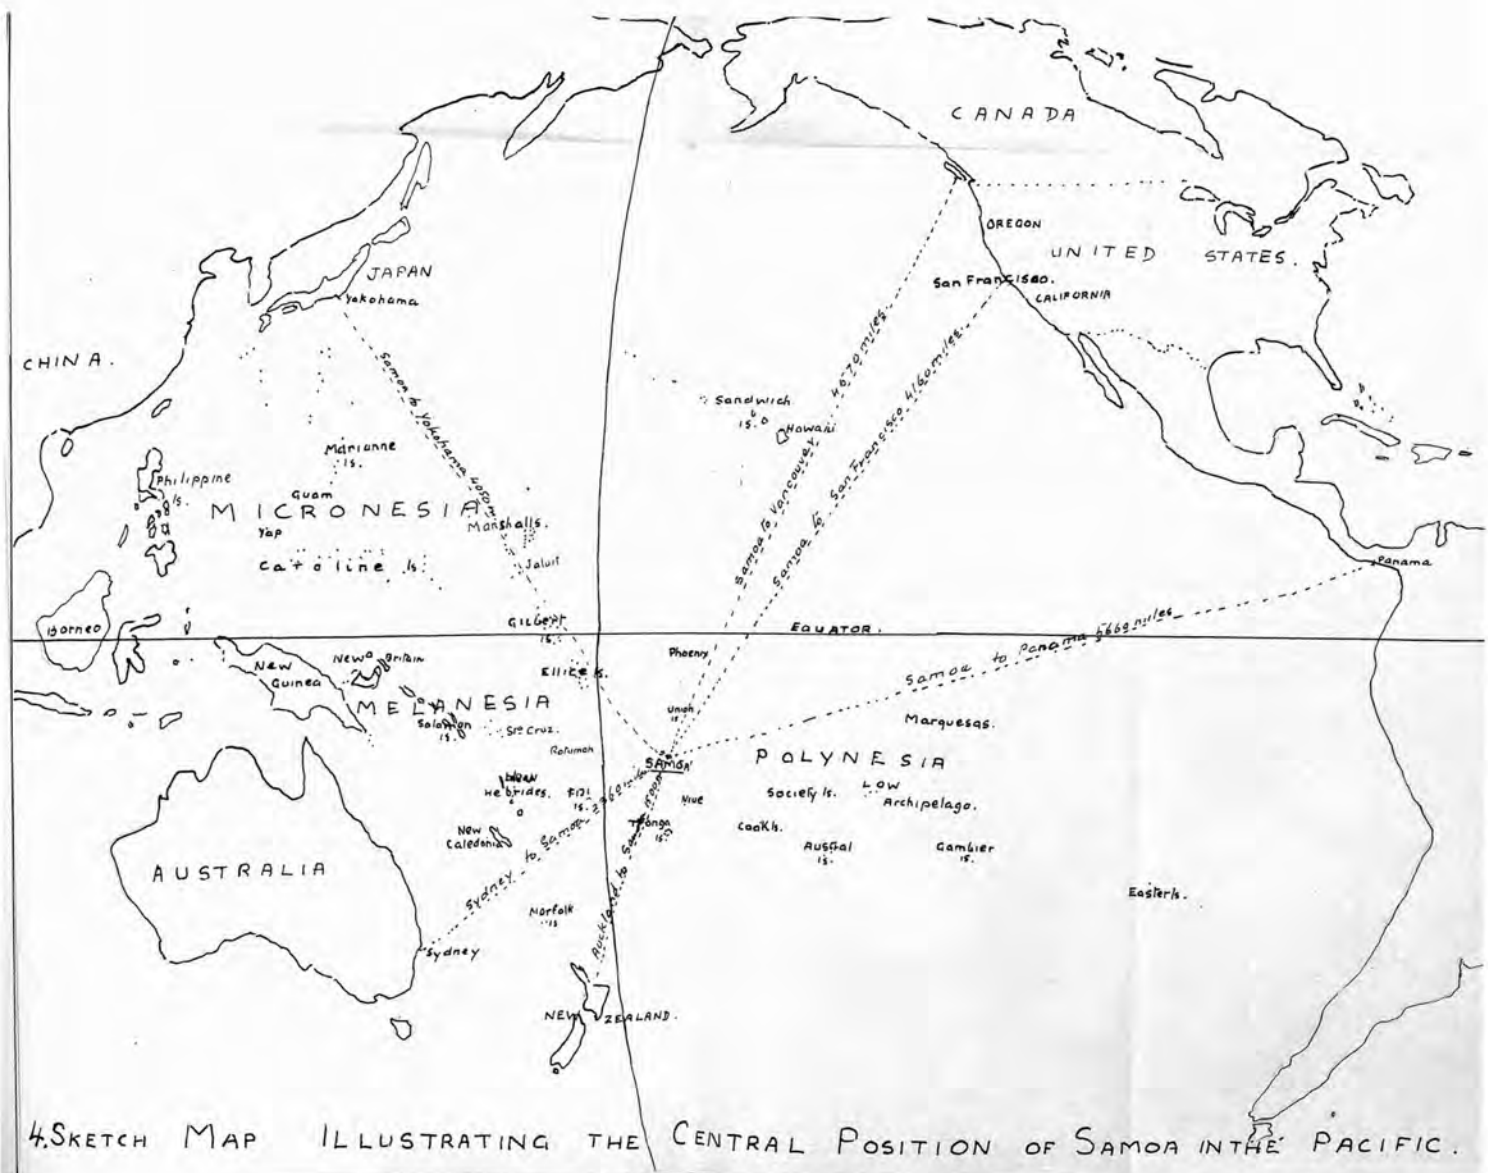 CANADA
OREGON
UNITED STATES.
San Francisco.
CALIFORNIA
JAPAN
Yokohama
CHINA.
Samoa to Yokohama 4050
Samoa to Vancouver, 4570 miles
Samoa to San Francisco 4160 miles.
Sandwich
Is.
Hawaii
Marianne
Is.
Philippine
Is.
Guam
MICRONESIA
Yap
Marshalls.
Caroline Is.
Jaluit
Panama
Borneo
Gilbert
Is.
EQUATOR.
Samoa to Panama 5660 miles
New
Guinea
New Britain
Phoenix
Ellice Is.
MELANESIA
Solomon
Is.
Sta Cruz.
Union
Is
Marquesas.
Rotumah
SAMOA
POLYNESIA
New
Hebrides.
FIJI
Is.
Niue
Society Is.
LOW
Archipelago.
Tonga
Is.
New
Caledonia
Cook Is.
Austral
Is.
Gambier
Is.
AUSTRALIA
Sydney to Samoa
Auckland to
Easter Is.
Norfolk
Is
Sydney
NEW ZEALAND.
4. SKETCH MAP ILLUSTRATING THE CENTRAL POSITION OF SAMOA IN THE PACIFIC.